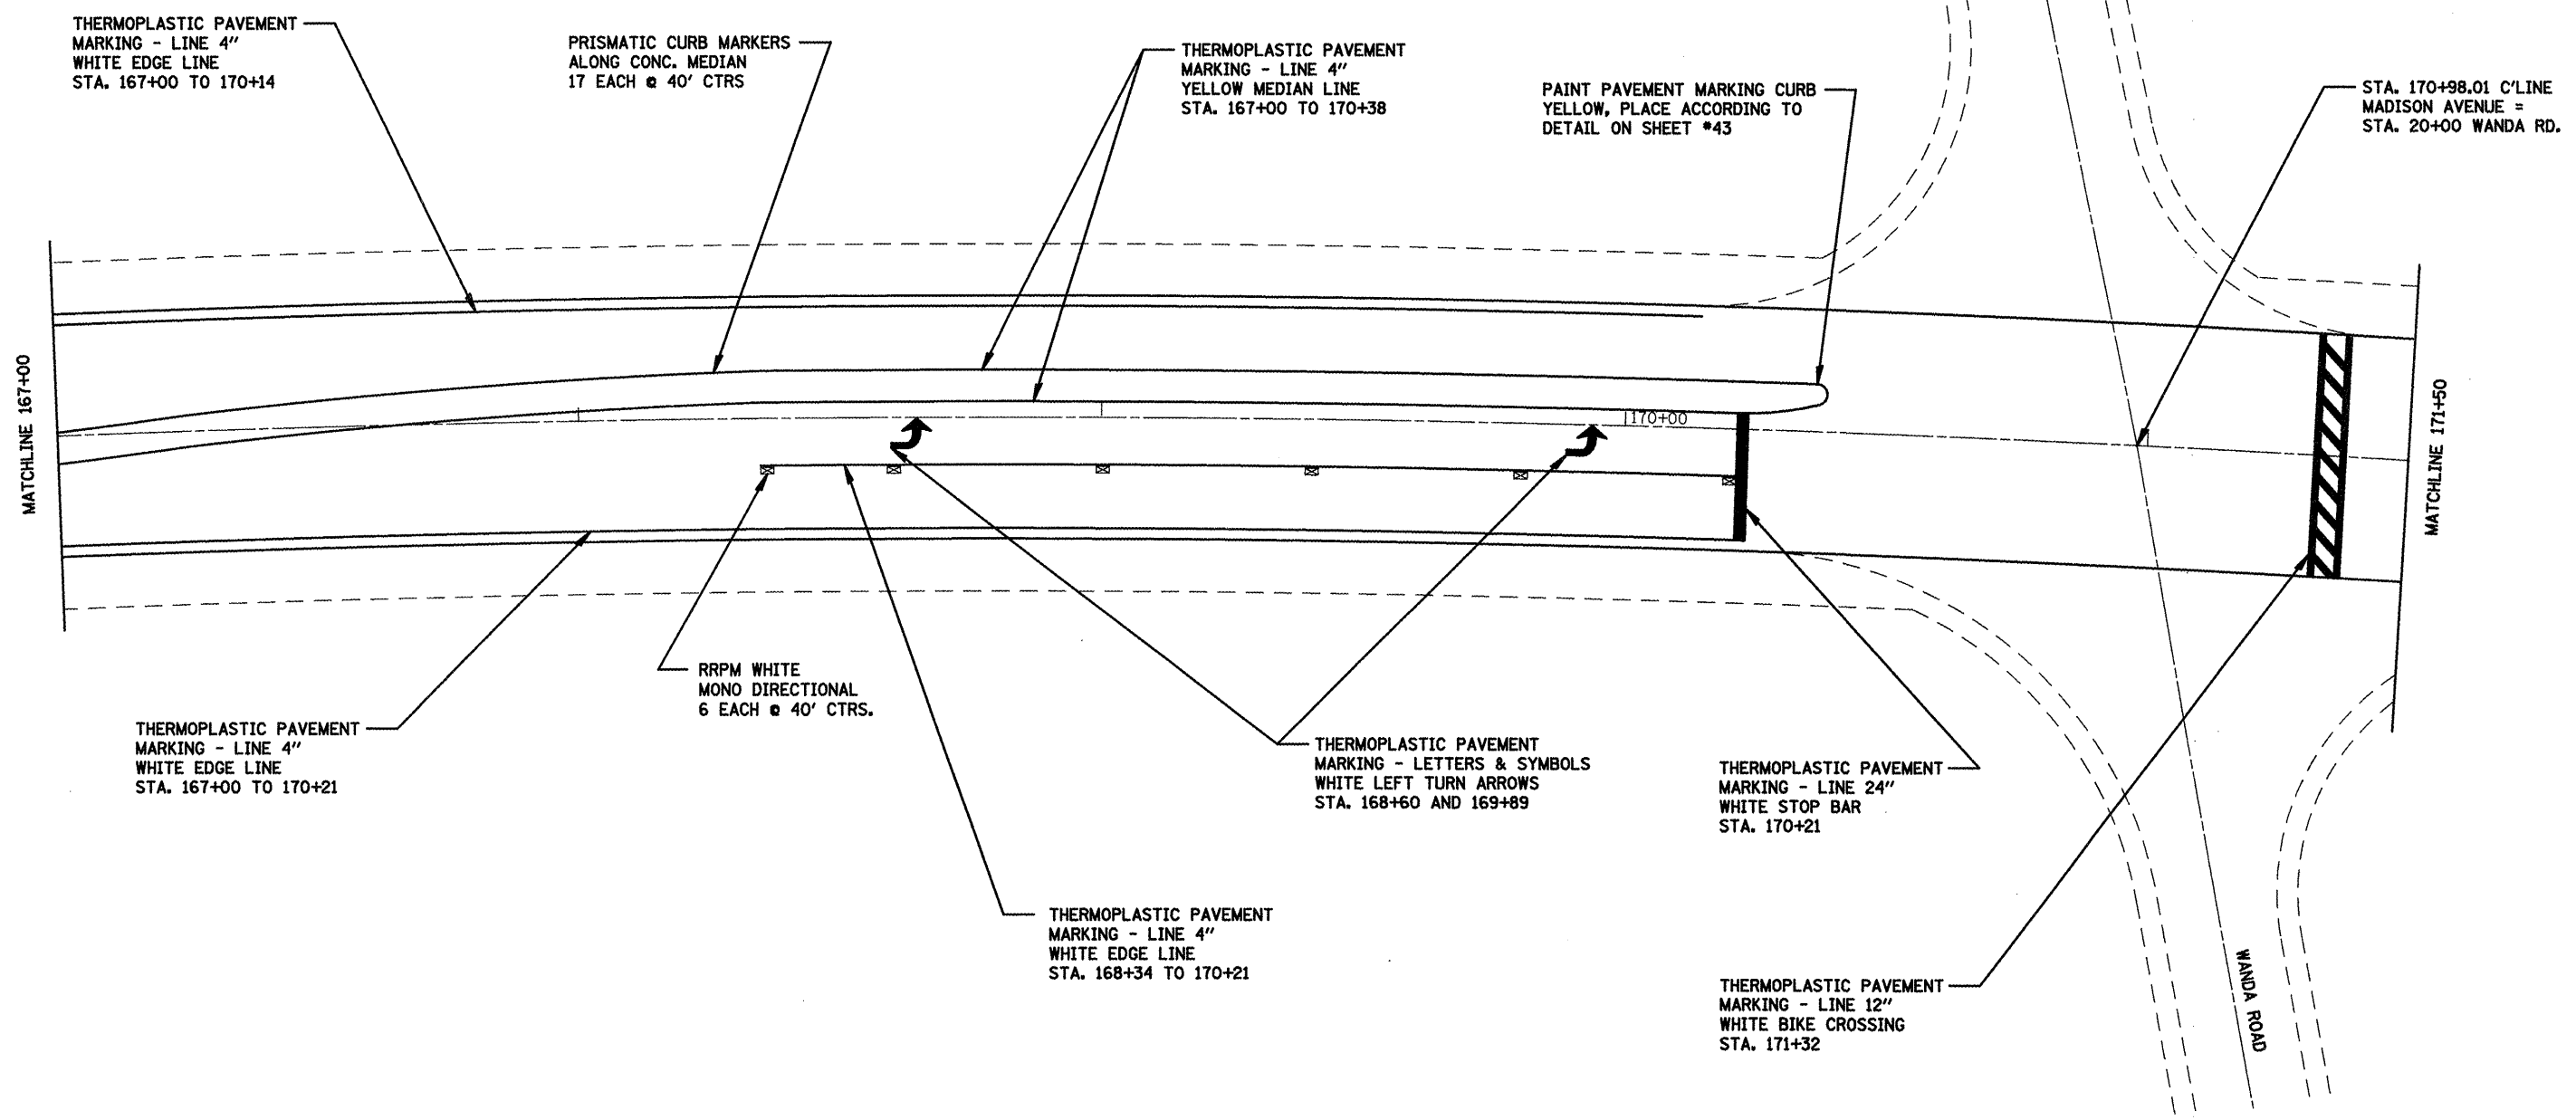 THERMOPLASTIC PAVEMENT
MARKING - LINE 4"
WHITE EDGE LINE
STA. 167+00 TO 170+14
PRISMATIC CURB MARKERS
ALONG CONC. MEDIAN
17 EACH @ 40' CTRS
THERMOPLASTIC PAVEMENT
MARKING - LINE 4"
YELLOW MEDIAN LINE
STA. 167+00 TO 170+38
PAINT PAVEMENT MARKING CURB
YELLOW, PLACE ACCORDING TO
DETAIL ON SHEET #43
STA. 170+98.01 C'LINE
MADISON AVENUE =
STA. 20+00 WANDA RD.
MATCHLINE 167+00
170+00
MATCHLINE 171+50
RRPM WHITE
MONO DIRECTIONAL
6 EACH @ 40' CTRS.
THERMOPLASTIC PAVEMENT
MARKING - LINE 4"
WHITE EDGE LINE
STA. 167+00 TO 170+21
THERMOPLASTIC PAVEMENT
MARKING - LETTERS & SYMBOLS
WHITE LEFT TURN ARROWS
STA. 168+60 AND 169+89
THERMOPLASTIC PAVEMENT
MARKING - LINE 24"
WHITE STOP BAR
STA. 170+21
THERMOPLASTIC PAVEMENT
MARKING - LINE 4"
WHITE EDGE LINE
STA. 168+34 TO 170+21
THERMOPLASTIC PAVEMENT
MARKING - LINE 12"
WHITE BIKE CROSSING
STA. 171+32
WANDA ROAD